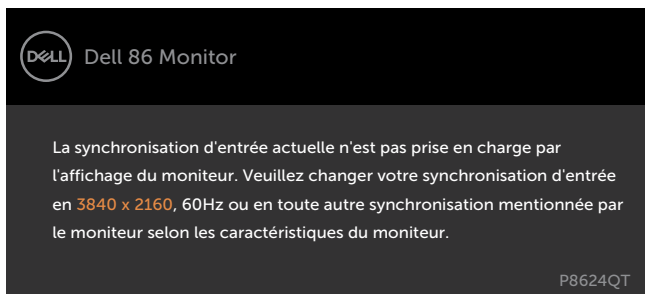 DELL Dell 86 Monitor
La synchronisation d'entrée actuelle n'est pas prise en charge par
l'affichage du moniteur. Veuillez changer votre synchronisation d'entrée
en 3840 x 2160, 60Hz ou en toute autre synchronisation mentionnée par
le moniteur selon les caractéristiques du moniteur.
P8624QT